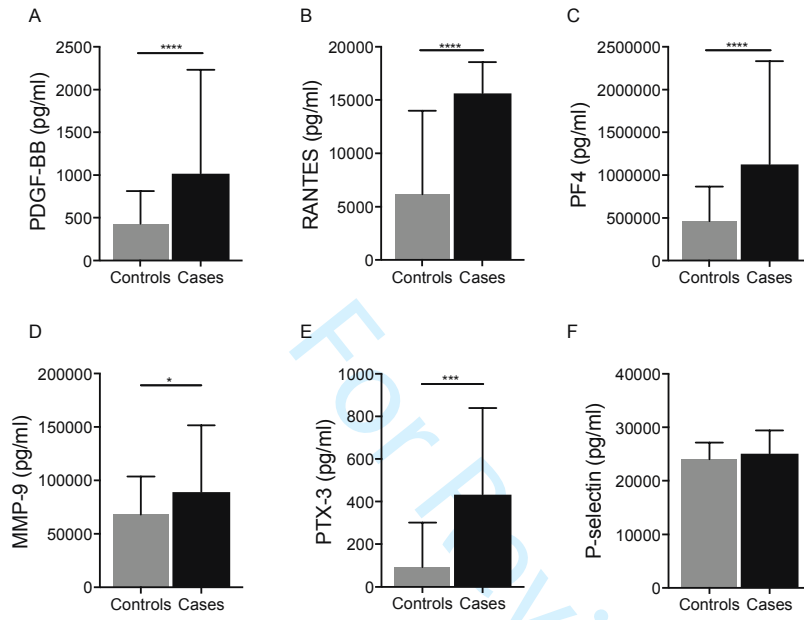 A
PDGF-BB (pg/ml)
2500
2000
1500
1000
500
0
****
Controls Cases
B
RANTES (pg/ml)
20000
15000
10000
5000
0
****
Controls Cases
C
PF4 (pg/ml)
2500000
2000000
1500000
1000000
500000
0
****
Controls Cases
D
MMP-9 (pg/ml)
200000
150000
100000
50000
0
*
Controls Cases
E
PTX-3 (pg/ml)
1000
800
600
400
200
0
***
Controls Cases
F
P-selectin (pg/ml)
40000
30000
20000
10000
0
Controls Cases
For Revi